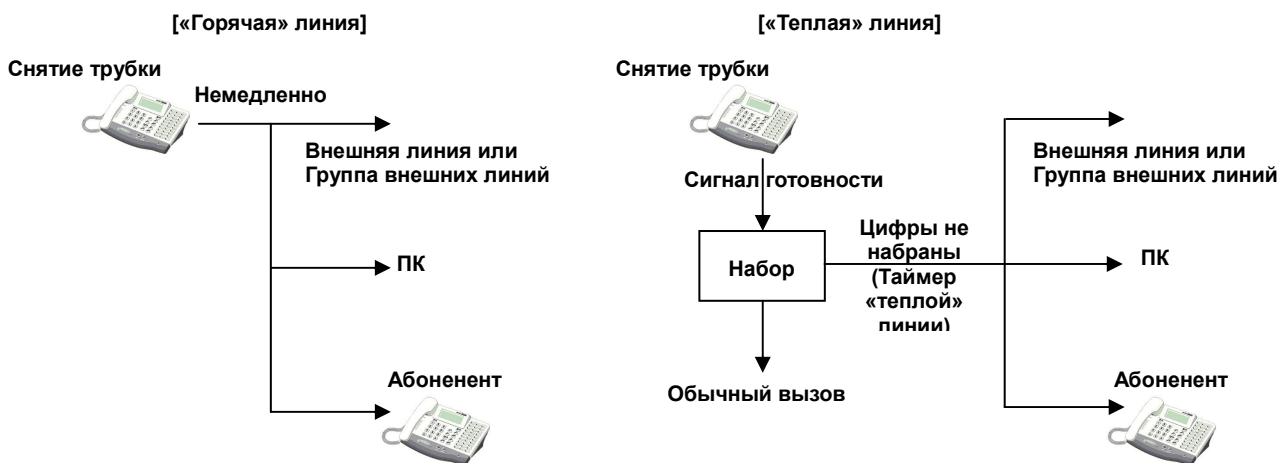 [«Горячая» линия]
Снятие трубки
Немедленно
Внешняя линия или
Группа внешних линий
ПК
Абоненент
[«Теплая» линия]
Снятие трубки
Сигнал готовности
Набор
Цифры не
набраны
(Таймер
«теплой»
линии)
Обычный вызов
Внешняя линия или
Группа внешних линий
ПК
Абоненент